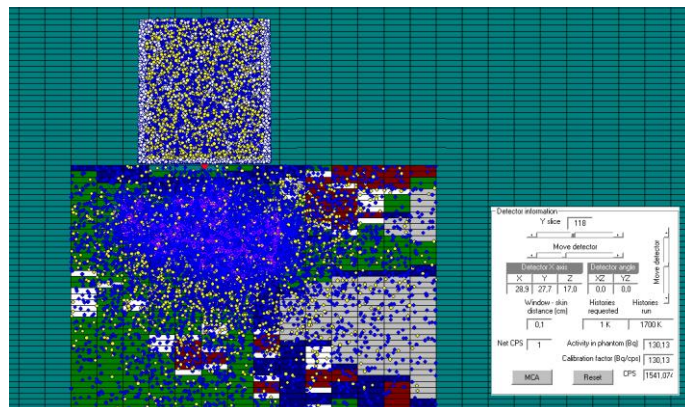 Detector information
Y slice 118
Move detector
Move detector
Detector X axis Detector angle
X Y Z XZ YZ
28,9 27,7 17,0 0,0 0,0
Window - skin distance (cm) Histories requested Histories run
0,1 1 K 1700 K
Net CPS 1 Activity in phantom (Bq) 130,13
Calibration factor (Bq/cps) 130,13
MCA Reset CPS 1541,07